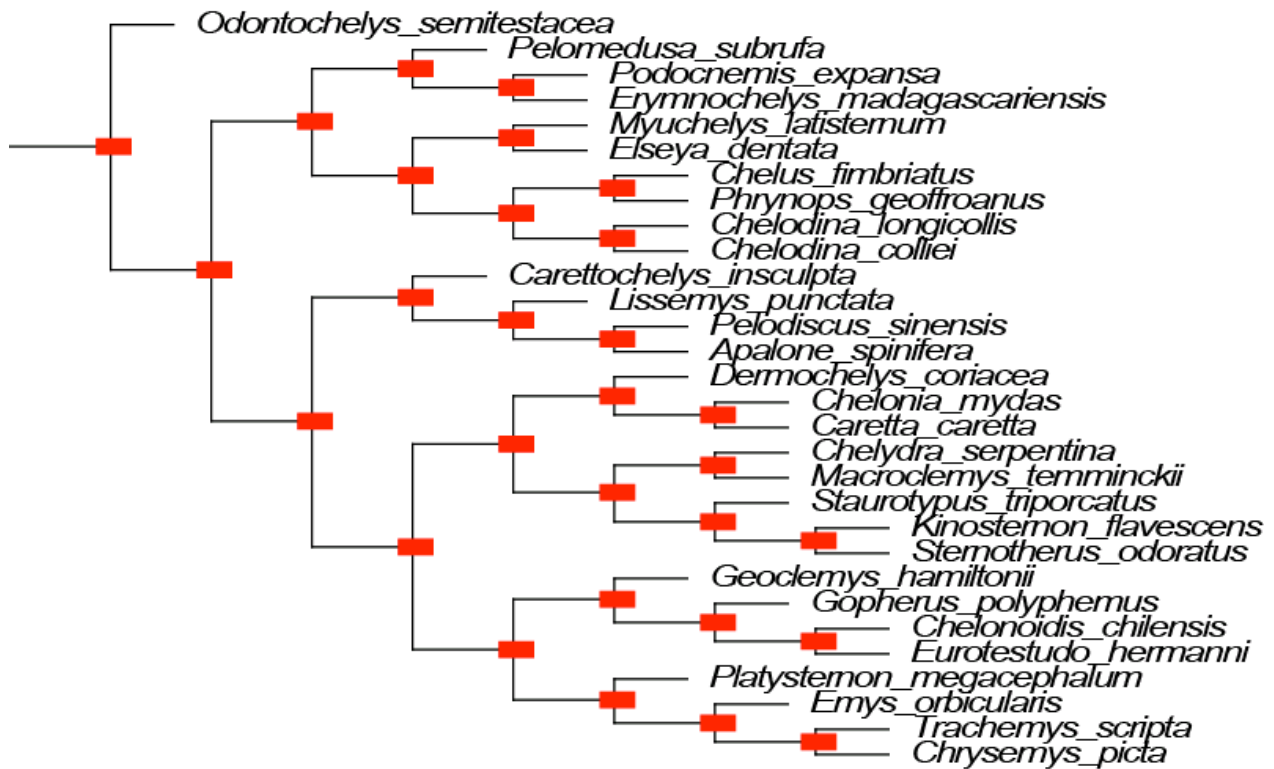 Odontochelys_semitestacea
Pelomedusa_subrufa
Podocnemis_expansa
Erymnochelys_madagascariensis
Myuchelys_latisternum
Elseya_dentata
Chelus_fimbriatus
Phrynops_geoffroanus
Chelodina_longicollis
Chelodina_colliei
Carettochelys_insculpta
Lissemys_punctata
Pelodiscus_sinensis
Apalone_spinifera
Dermochelys_coriacea
Chelonia_mydas
Caretta_caretta
Chelydra_serpentina
Macroclemys_temminckii
Staurotypus_triporcatus
Kinosternon_flavescens
Sternotherus_odoratus
Geoclemys_hamiltonii
Gopherus_polyphemus
Chelonoidis_chilensis
Eurotestudo_hermanni
Platysternon_megacephalum
Emys_orbicularis
Trachemys_scripta
Chrysemys_picta